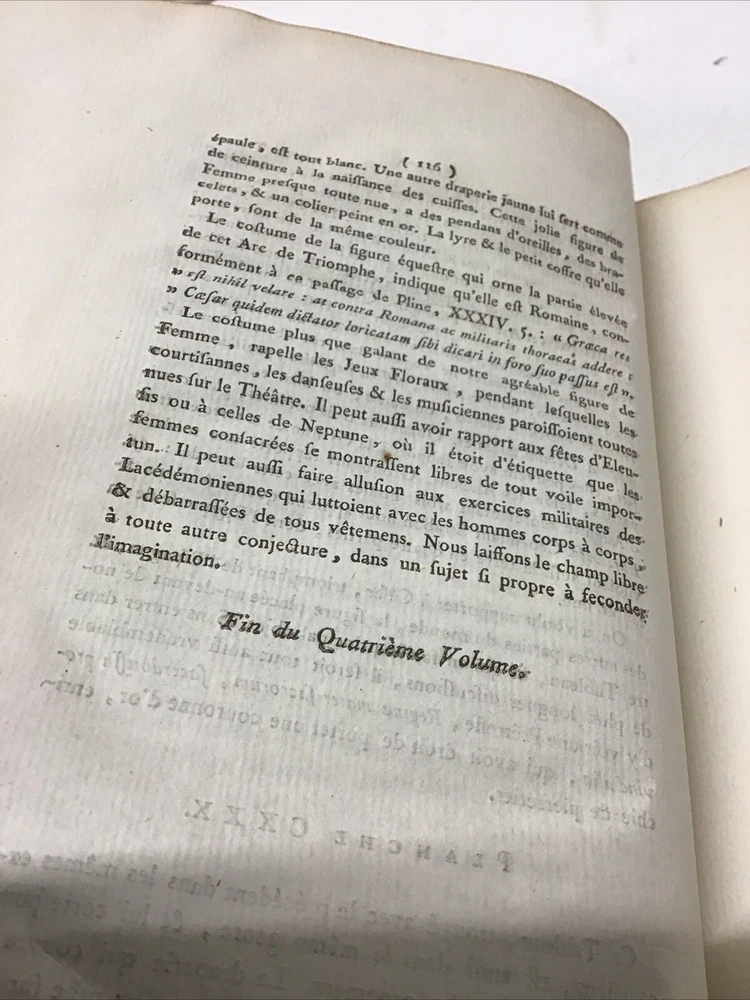 ( 116 )
épaule, eſt tout blanc. Une autre draperie jaune lui ſert comme
de ceinture à la naiſſance des cuiſſes. Cette jolie figure de
Femme preſque toute nue, a des pendans d'oreilles, des bra-
celets, & un colier peint en or. La lyre & le petit coffre qu'elle
porte, ſont de la même couleur.
Le coſtume de la figure équeſtre qui orne la partie élevée
de cet Arc de Triomphe, indique qu'elle eſt Romaine, con-
formément à ce paſſage de Pline, XXXIV. 5. : « Græca res
» eſt nihil velare : at contra Romana ac militaris thoracas addere :
» Cæſar quidem dictator loricatam ſibi dicari in foro ſuo paſſus eſt ».
Le coſtume plus que galant de notre agréable figure de
Femme, rapelle les Jeux Floraux, pendant leſquelles les
courtiſannes, les danſeuſes & les muſiciennes paroiſſoient toutes
nues ſur le Théâtre. Il peut auſſi avoir rapport aux fêtes d'Eleu-
ſis ou à celles de Neptune, où il étoit d'étiquette que les
femmes conſacrées ſe montraſſent libres de tout voile impor-
tun. Il peut auſſi faire alluſion aux exercices militaires des
Lacédémoniennes qui luttoient avec les hommes corps à corps,
& débarraſſées de tous vêtemens. Nous laiſſons le champ libre
à toute autre conjecture, dans un ſujet ſi propre à feconder
l'imagination.
Fin du Quatrième Volume.
PLANCHE CXXX.